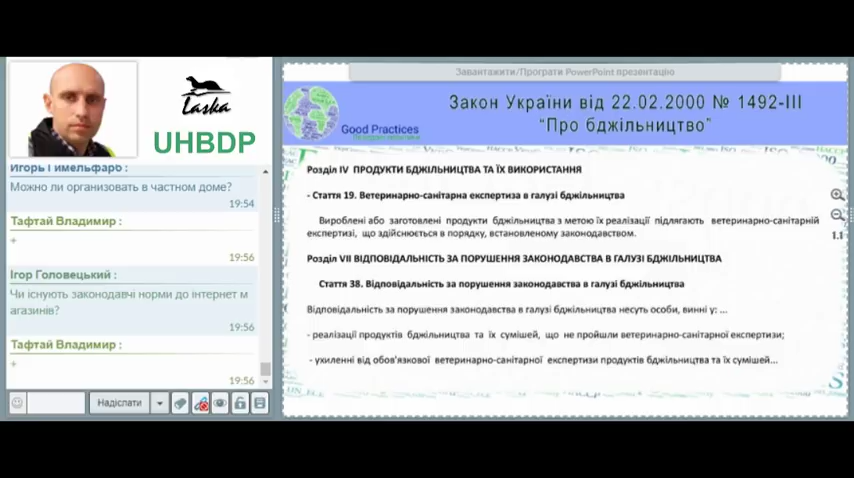 Laska
UHBDP
Игорь Гимельфарб :
Можно ли организовать в частном доме?
19:54
Тафтай Владимир :
+
19:56
Ігор Головецький :
Чи існують законодавчі норми до інтернет м
агазинів?
19:56
Тафтай Владимир :
+
19:56
Надіслати
Завантажити/Програти PowerPoint презентацію
Good Practices
Закон України від 22.02.2000 № 1492-III
“Про бджільництво”
Розділ IV ПРОДУКТИ БДЖІЛЬНИЦТВА ТА ЇХ ВИКОРИСТАННЯ
- Стаття 19. Ветеринарно-санітарна експертиза в галузі бджільництва
Вироблені або заготовлені продукти бджільництва з метою їх реалізації підлягають ветеринарно-санітарній
експертизі, що здійснюється в порядку, встановленому законодавством.
Розділ VII ВІДПОВІДАЛЬНІСТЬ ЗА ПОРУШЕННЯ ЗАКОНОДАВСТВА В ГАЛУЗІ БДЖІЛЬНИЦТВА
Стаття 38. Відповідальність за порушення законодавства в галузі бджільництва
Відповідальність за порушення законодавства в галузі бджільництва несуть особи, винні у: ...
- реалізації продуктів бджільництва та їх сумішей, що не пройшли ветеринарно-санітарної експертизи;
- ухиленні від обов'язкової ветеринарно-санітарної експертизи продуктів бджільництва та їх сумішей...
1.1